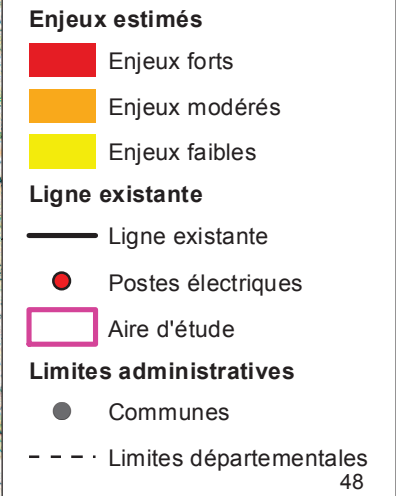 Enjeux estimés
Enjeux forts
Enjeux modérés
Enjeux faibles
Ligne existante
Ligne existante
Postes électriques
Aire d'étude
Limites administratives
Communes
Limites départementales
48